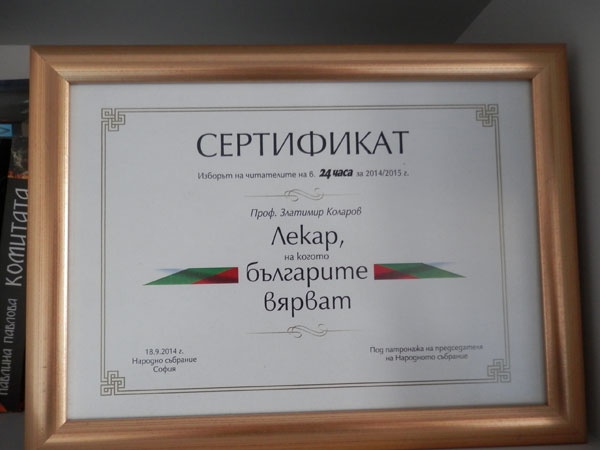 СЕРТИФИКАТ
Изборът на читателите на в. 24 часа за 2014/2015 г.
Проф. Златимир Коларов
Лекар,
на когото
българите
вярват
18.9.2014 г.
Народно събрание
София
Под патронажа на председателя
на Народното събрание
павлина павлова КОМИТАТА